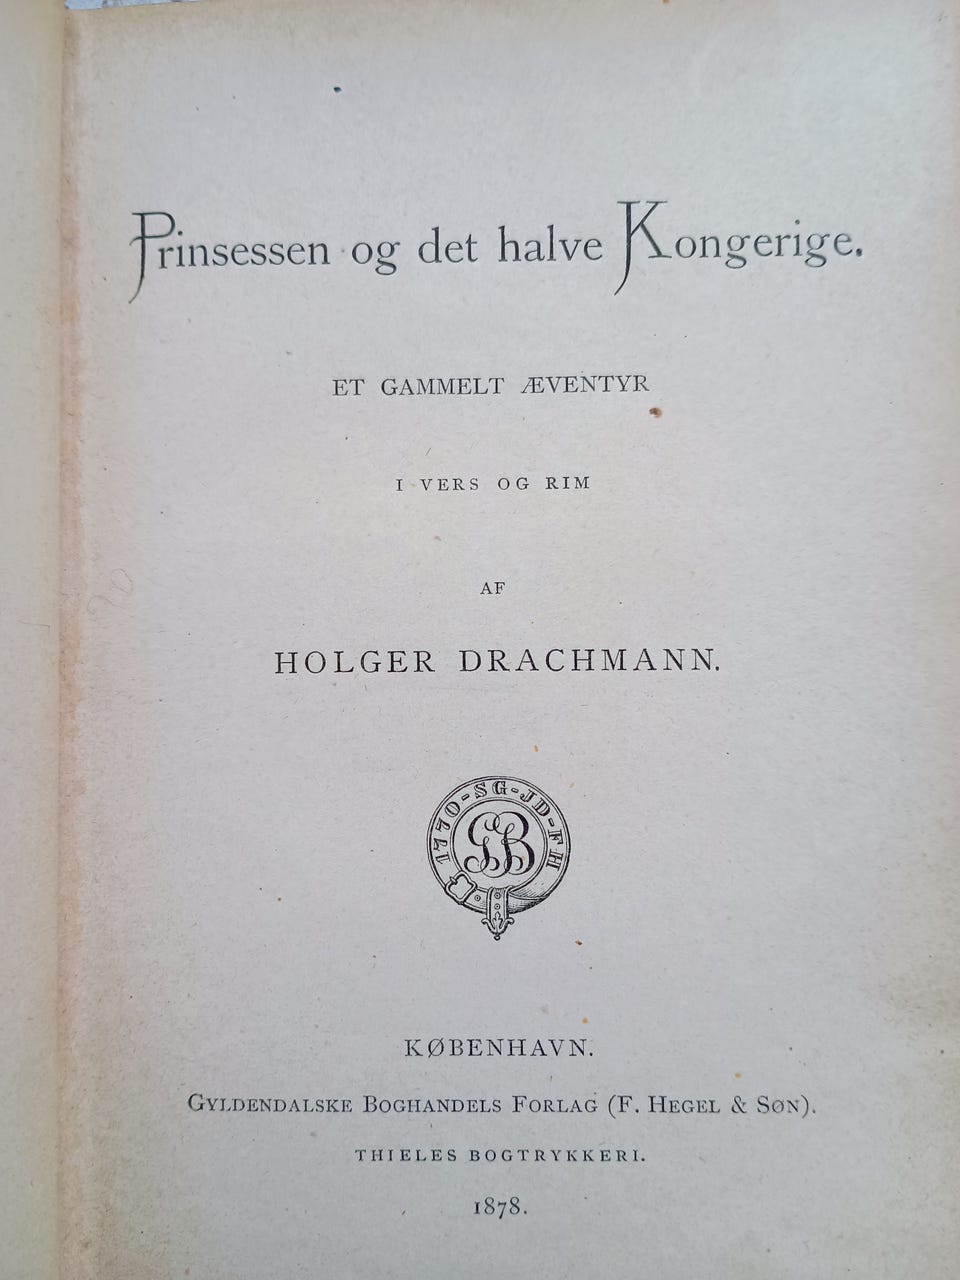 Prinsessen og det halve Kongerige.
ET GAMMELT ÆVENTYR
I VERS OG RIM
AF
HOLGER DRACHMANN.
1770-SG-JD-FH
GB
KØBENHAVN.
GYLDENDALSKE BOGHANDELS FORLAG (F. HEGEL & SØN).
THIELES BOGTRYKKERI.
1878.